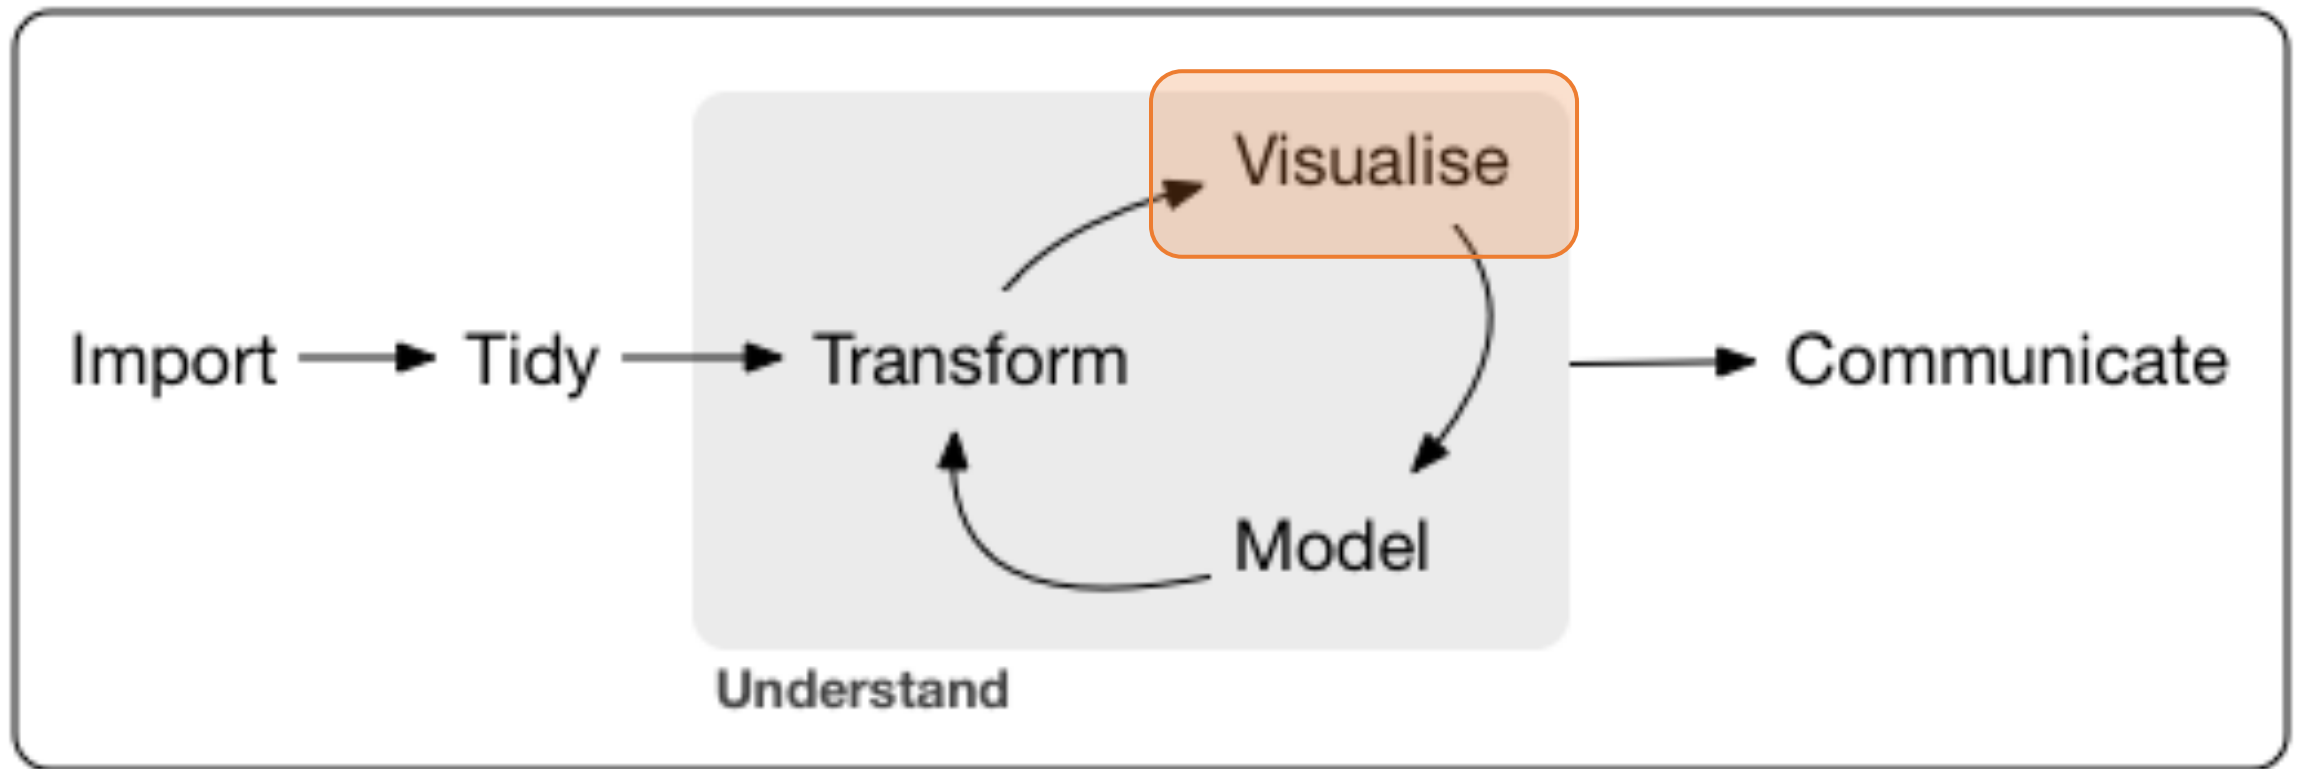 Visualise
Import
Tidy
Transform
Communicate
Model
Understand